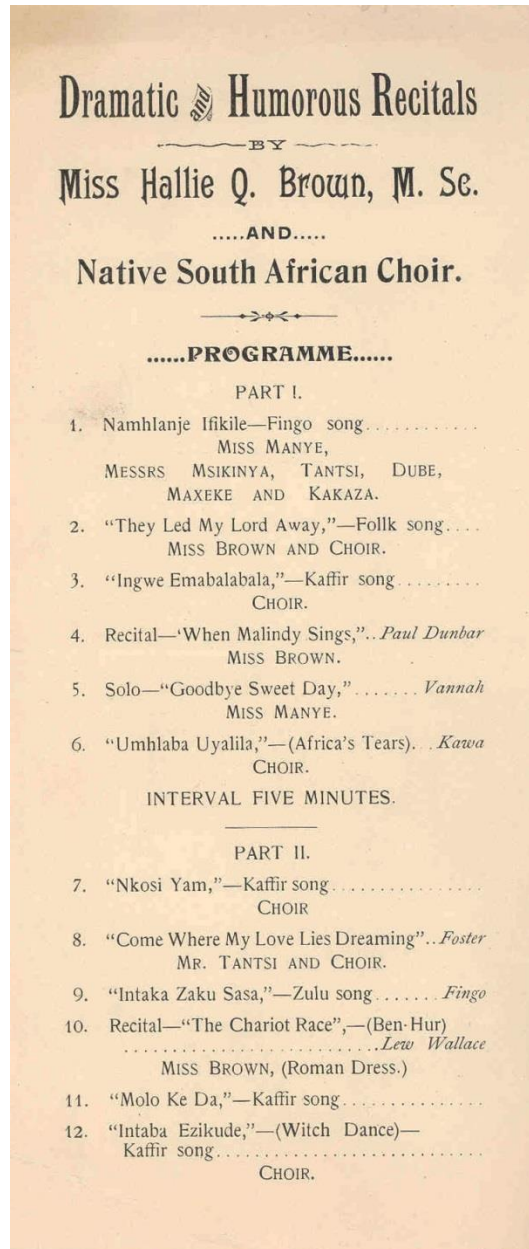 Dramatic and Humorous Recitals
BY
Miss Hallie Q. Brown, M. Sc.
.....AND.....
Native South African Choir.
......PROGRAMME......
PART I.
1. Namhlanje Ifikile—Fingo song............
MISS MANYE,
MESSRS MSIKINYA, TANTSI, DUBE,
MAXEKE AND KAKAZA.
2. “They Led My Lord Away,”—Follk song....
MISS BROWN AND CHOIR.
3. “Ingwe Emabalabala,”—Kaffir song.........
CHOIR.
4. Recital—‘When Malindy Sings,”..Paul Dunbar
MISS BROWN.
5. Solo—“Goodbye Sweet Day,”.......Vannah
MISS MANYE.
6. “Umhlaba Uyalila,”—(Africa’s Tears)...Kawa
CHOIR.
INTERVAL FIVE MINUTES.
PART II.
7. “Nkosi Yam,”—Kaffir song................
CHOIR
8. “Come Where My Love Lies Dreaming”..Foster
MR. TANTSI AND CHOIR.
9. “Intaka Zaku Sasa,”—Zulu song.......Fingo
10. Recital—“The Chariot Race”,—(Ben-Hur)
............................Lew Wallace
MISS BROWN, (Roman Dress.)
11. “Molo Ke Da,”—Kaffir song...............
12. “Intaba Ezikude,”—(Witch Dance)—
Kaffir song............................
CHOIR.